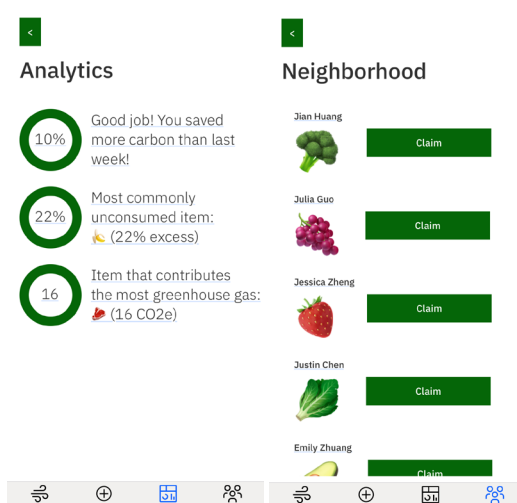 <
Analytics
10%
Good job! You saved
more carbon than last
week!
22%
Most commonly
unconsumed item:
🍌 (22% excess)
16
Item that contributes
the most greenhouse gas:
🥩 (16 CO2e)
<
Neighborhood
Jian Huang
Claim
Julia Guo
Claim
Jessica Zheng
Claim
Justin Chen
Claim
Emily Zhuang
Claim